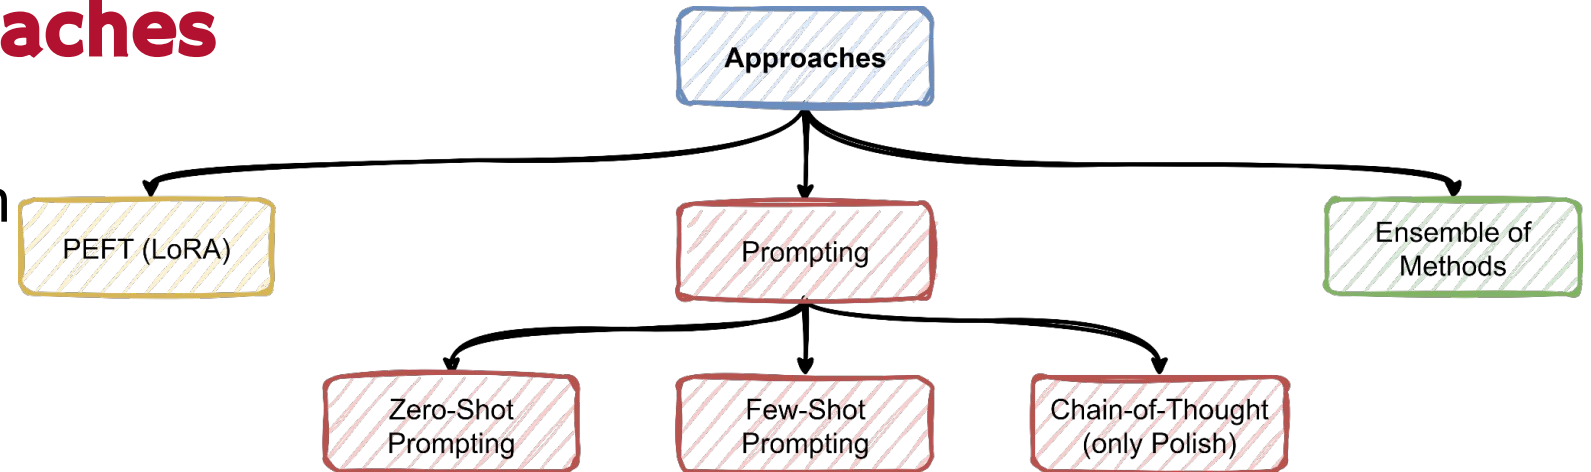 aches
Approaches
n
PEFT (LoRA)
Prompting
Ensemble of
Methods
Zero-Shot
Prompting
Few-Shot
Prompting
Chain-of-Thought
(only Polish)